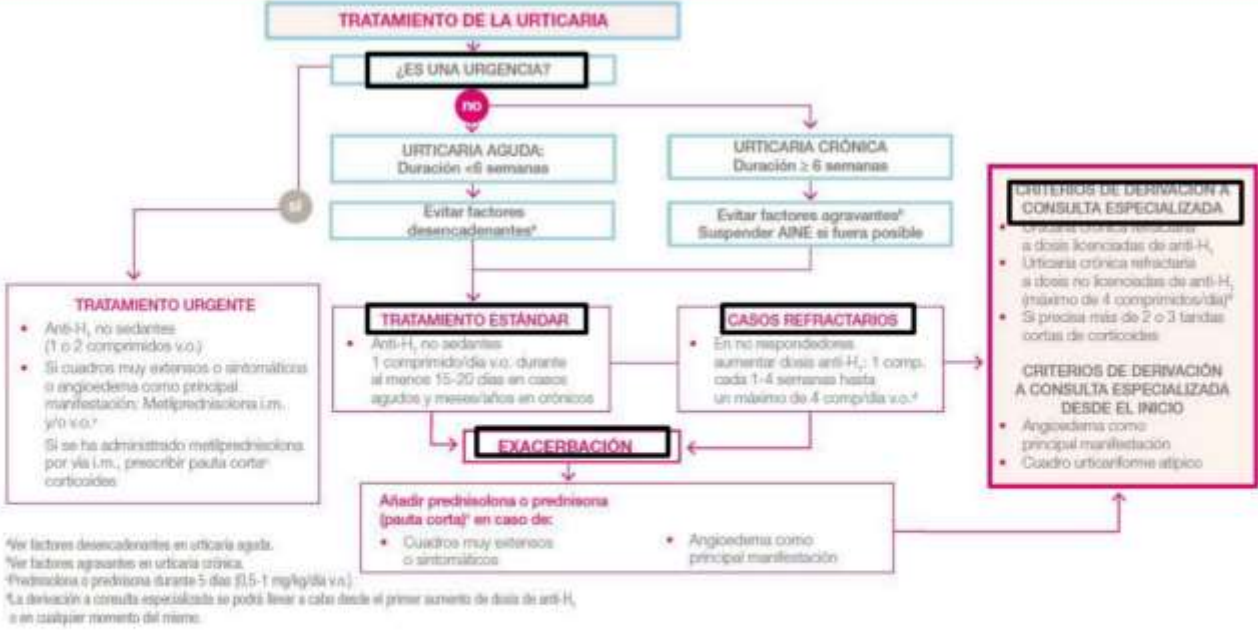 TRATAMIENTO DE LA URTICARIA
¿ES UNA URGENCIA?
no
URTICARIA AGUDA:
Duración <6 semanas
URTICARIA CRÓNICA
Duración ≥ 6 semanas
sí
Evitar factores
desencadenantesª
Evitar factores agravantesᵇ
Suspender AINE si fuera posible
TRATAMIENTO URGENTE
• Anti-H₁ no sedantes
(1 o 2 comprimidos v.o.)
• Si cuadros muy extensos o sintomáticos
o angioedema como principal
manifestación: Metilprednisolona i.m.
y/o v.o.ᶜ
Si se ha administrado metilprednisolona
por vía i.m., prescribir pauta cortaᶜ
corticoides
TRATAMIENTO ESTÁNDAR
• Anti-H₁ no sedantes
1 comprimido/día v.o. durante
al menos 15-20 días en casos
agudos y meses/años en crónicos
CASOS REFRACTARIOS
• En no respondedores
aumentar dosis anti-H₁: 1 comp.
cada 1-4 semanas hasta
un máximo de 4 comp/día v.o.ᵈ
EXACERBACIÓN
Añadir prednisolona o prednisona
(pauta corta)ᶜ en caso de:
• Cuadros muy extensos
o sintomáticos
• Angioedema como
principal manifestación
CRITERIOS DE DERIVACIÓN A
CONSULTA ESPECIALIZADA
• Urticaria crónica refractaria
a dosis licenciadas de anti-H₁
• Urticaria crónica refractaria
a dosis no licenciadas de anti-H₁
(máximo de 4 comprimidos/día)ᵈ
• Si precisa más de 2 o 3 tandas
cortas de corticoides
CRITERIOS DE DERIVACIÓN
A CONSULTA ESPECIALIZADA
DESDE EL INICIO
• Angioedema como
principal manifestación
• Cuadro urticariforme atípico
ªVer factores desencadenantes en urticaria aguda.
ᵇVer factores agravantes en urticaria crónica.
ᶜPrednisolona o prednisona durante 5 días (0,5-1 mg/kg/día v.o.)
ᵈLa derivación a consulta especializada se podrá llevar a cabo desde el primer aumento de dosis de anti-H₁
o en cualquier momento del mismo.